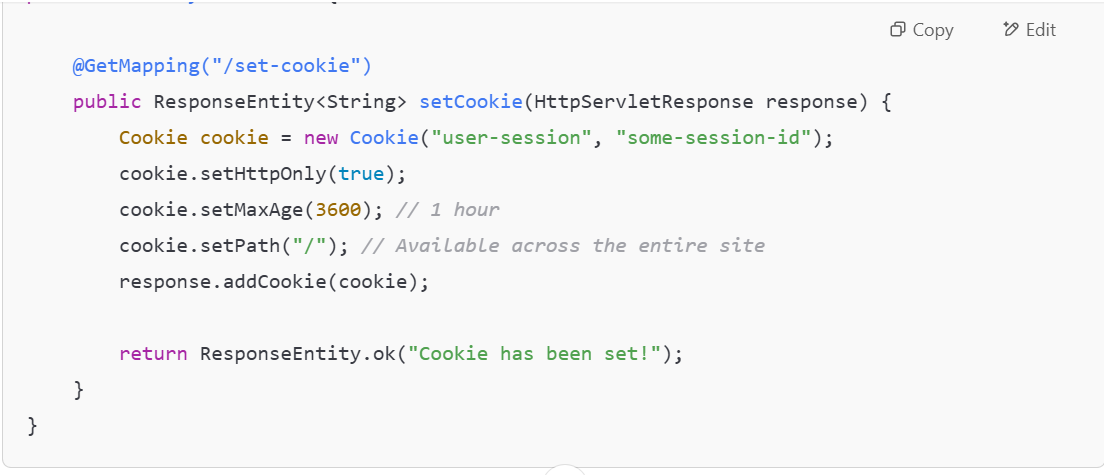 Copy Edit
@GetMapping("/set-cookie")
public ResponseEntity<String> setCookie(HttpServletResponse response) {
Cookie cookie = new Cookie("user-session", "some-session-id");
cookie.setHttpOnly(true);
cookie.setMaxAge(3600); // 1 hour
cookie.setPath("/"); // Available across the entire site
response.addCookie(cookie);
return ResponseEntity.ok("Cookie has been set!");
}
}